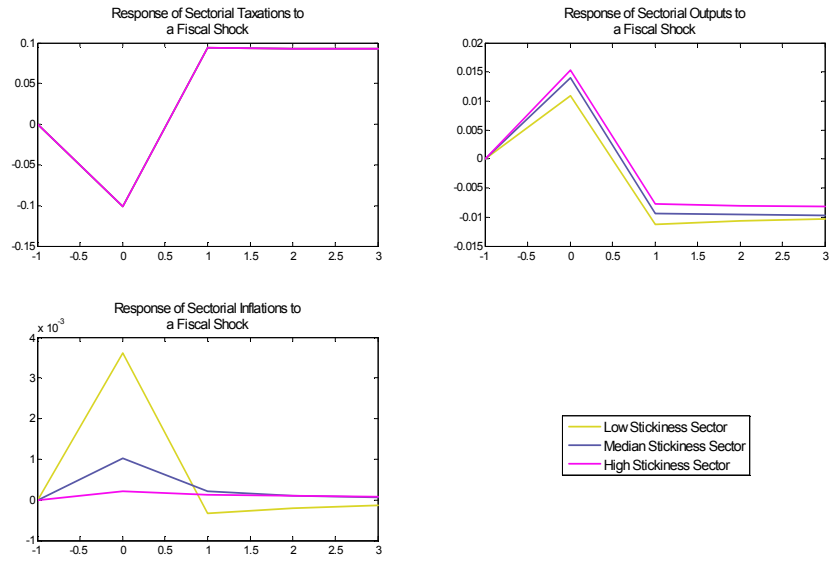 Response of Sectorial Taxations to
a Fiscal Shock
0.1
0.05
0
-0.05
-0.1
-0.15
-1 -0.5 0 0.5 1 1.5 2 2.5 3
Response of Sectorial Outputs to
a Fiscal Shock
0.02
0.015
0.01
0.005
0
-0.005
-0.01
-0.015
-1 -0.5 0 0.5 1 1.5 2 2.5 3
Response of Sectorial Inflations to
a Fiscal Shock
x 10-3
4
3
2
1
0
-1
-1 -0.5 0 0.5 1 1.5 2 2.5 3
Low Stickiness Sector
Median Stickiness Sector
High Stickiness Sector